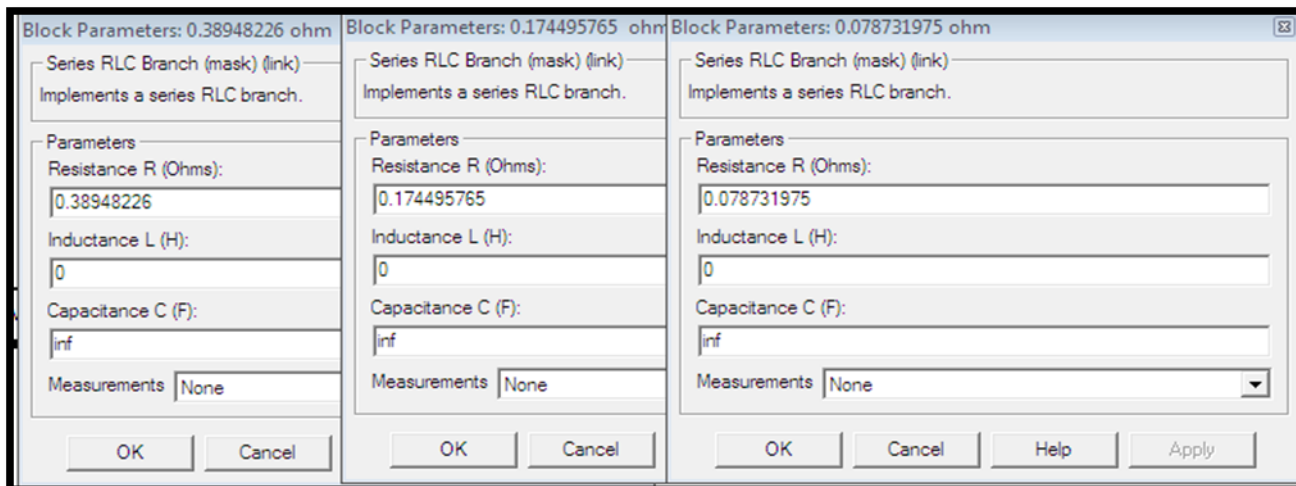 Block Parameters: 0.38948226 ohm
Series RLC Branch (mask) (link)
Implements a series RLC branch.
Parameters
Resistance R (Ohms):
0.38948226
Inductance L (H):
0
Capacitance C (F):
inf
Measurements None
OK Cancel
Block Parameters: 0.174495765 ohm
Series RLC Branch (mask) (link)
Implements a series RLC branch.
Parameters
Resistance R (Ohms):
0.174495765
Inductance L (H):
0
Capacitance C (F):
inf
Measurements None
OK Cancel
Block Parameters: 0.078731975 ohm
Series RLC Branch (mask) (link)
Implements a series RLC branch.
Parameters
Resistance R (Ohms):
0.078731975
Inductance L (H):
0
Capacitance C (F):
inf
Measurements None
OK Cancel Help Apply